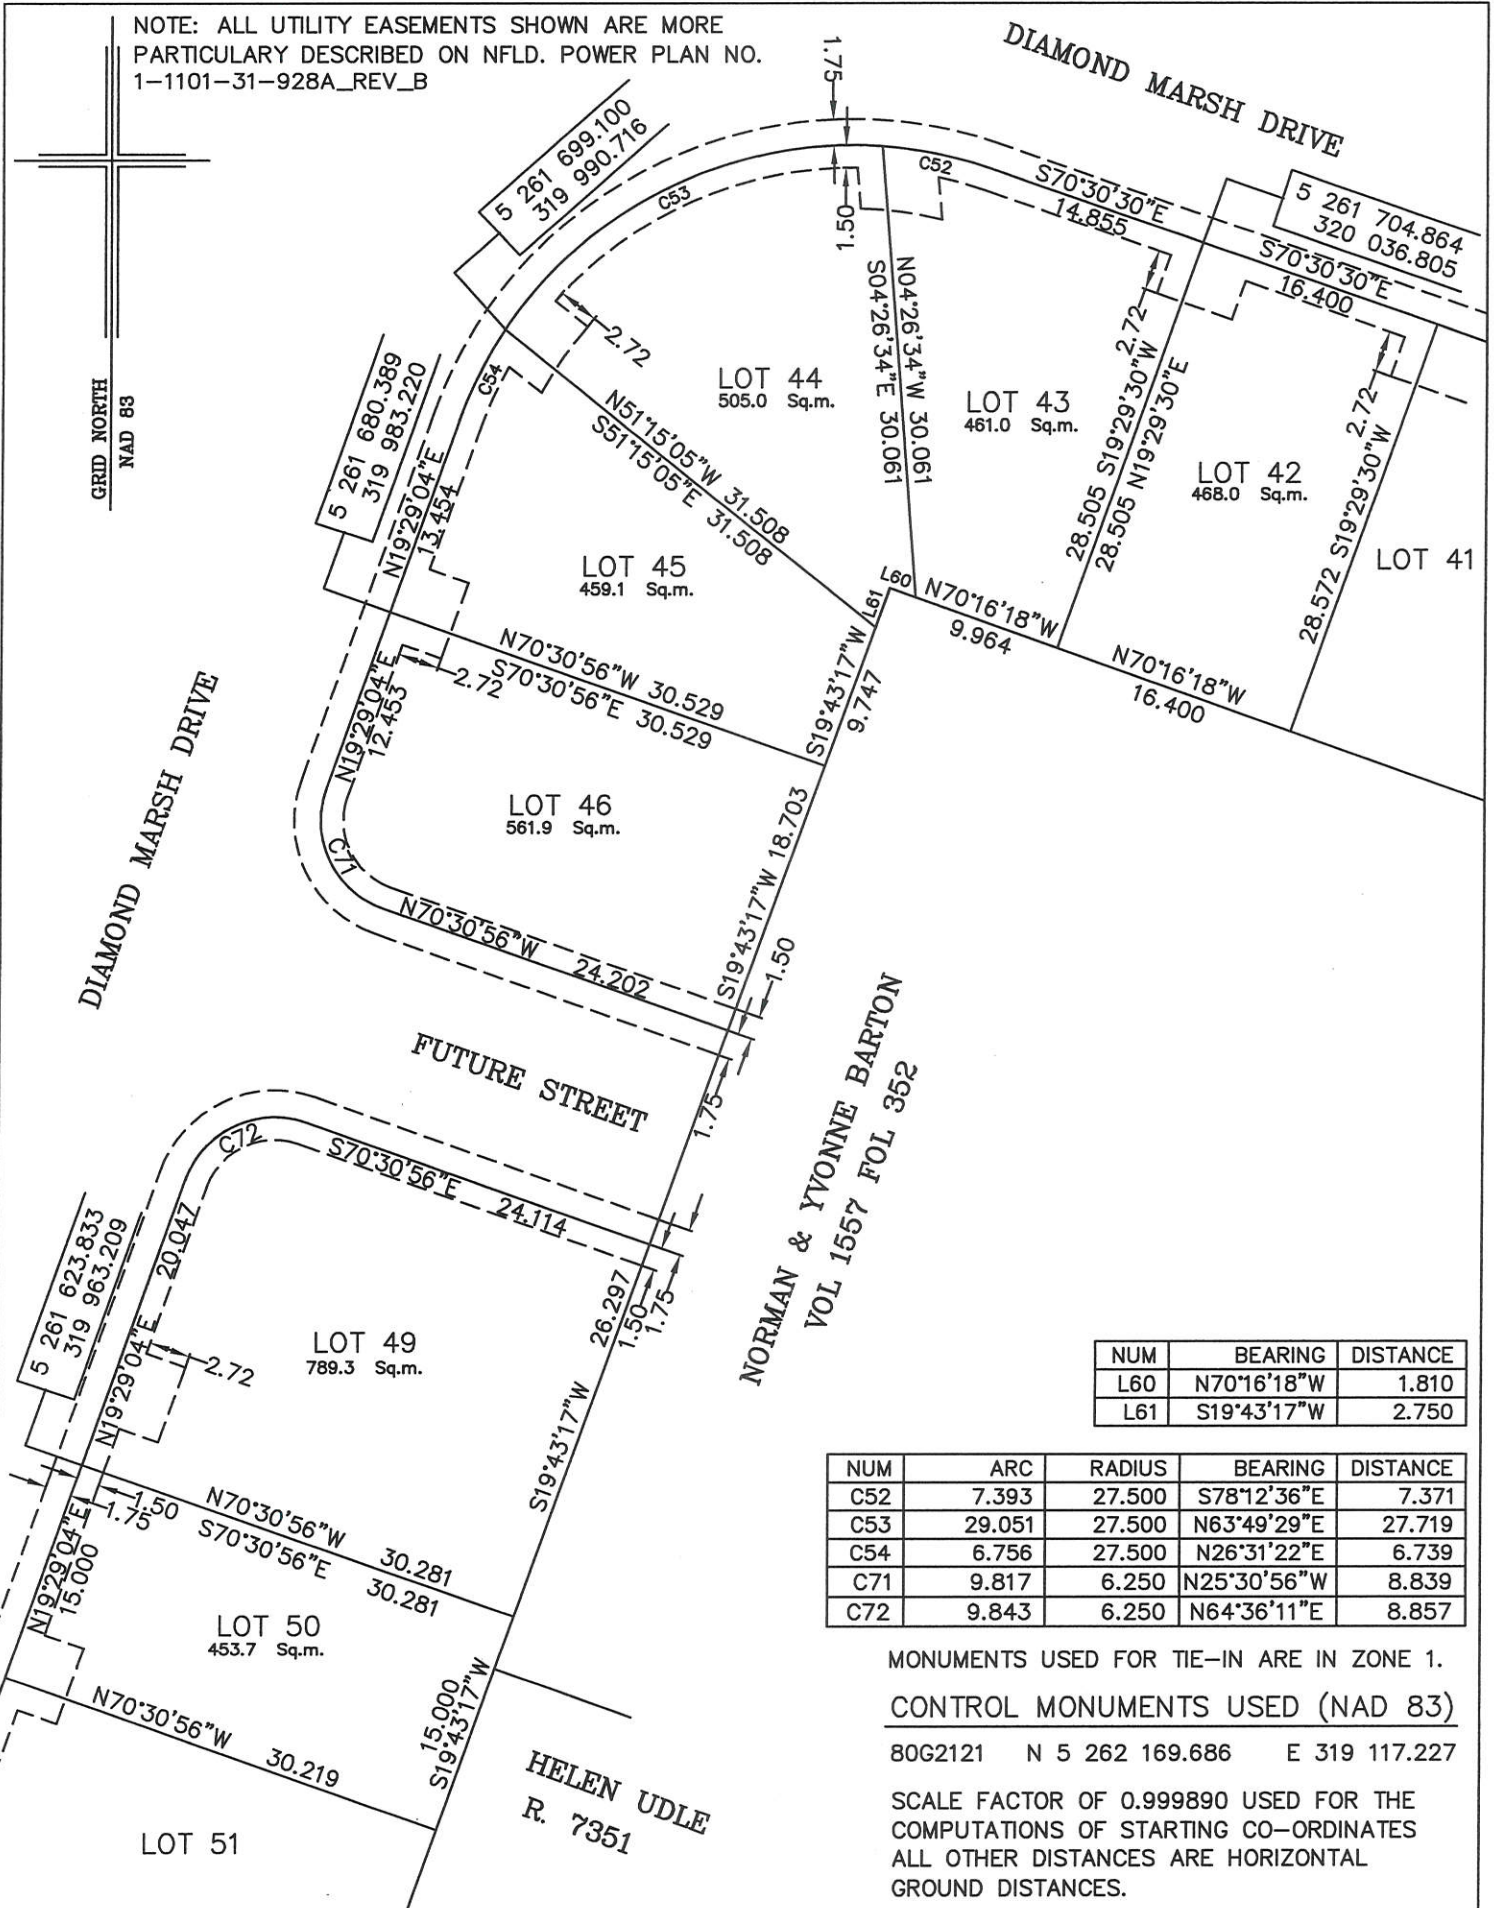 NOTE: ALL UTILITY EASEMENTS SHOWN ARE MORE
PARTICULARY DESCRIBED ON NFLD. POWER PLAN NO.
1-1101-31-928A_REV_B
DIAMOND MARSH DRIVE
GRID NORTH
NAD 83
1.75
1.50
5 261 699.100
319 990.716
C53
C52
S70°30'30"E
14.855
5 261 704.864
320 036.805
S70°30'30"E
16.400
2.72
2.72
2.72
5 261 680.389
319 983.220
C54
N19°29'04"E
13.454
LOT 44
505.0 Sq.m.
N04°26'34"W 30.061
S04°26'34"E 30.061
LOT 43
461.0 Sq.m.
28.505 S19°29'30"W
28.505 N19°29'30"E
LOT 42
468.0 Sq.m.
28.572 S19°29'30"W
LOT 41
N51°15'05"W 31.508
S51°15'05"E 31.508
LOT 45
459.1 Sq.m.
L60
L61
N70°16'18"W
9.964
N70°16'18"W
16.400
S19°43'17"W
9.747
N70°30'56"W 30.529
S70°30'56"E 30.529
2.72
N19°29'04"E
12.453
DIAMOND MARSH DRIVE
LOT 46
561.9 Sq.m.
C71
N70°30'56"W 24.202
S19°43'17"W 18.703
1.50
1.75
FUTURE STREET
NORMAN & YVONNE BARTON
VOL 1557 FOL 352
C72
S70°30'56"E 24.114
1.50
1.75
5 261 623.833
319 963.209
N19°29'04"E 20.047
2.72
LOT 49
789.3 Sq.m.
S19°43'17"W 26.297
1.50
1.75
N70°30'56"W 30.281
S70°30'56"E 30.281
N19°29'04"E
15.000
LOT 50
453.7 Sq.m.
15.000
S19°43'17"W
N70°30'56"W 30.219
LOT 51
HELEN UDLE
R. 7351
NUM BEARING DISTANCE
L60 N70°16'18"W 1.810
L61 S19°43'17"W 2.750
NUM ARC RADIUS BEARING DISTANCE
C52 7.393 27.500 S78°12'36"E 7.371
C53 29.051 27.500 N63°49'29"E 27.719
C54 6.756 27.500 N26°31'22"E 6.739
C71 9.817 6.250 N25°30'56"W 8.839
C72 9.843 6.250 N64°36'11"E 8.857
MONUMENTS USED FOR TIE-IN ARE IN ZONE 1.
CONTROL MONUMENTS USED (NAD 83)
80G2121 N 5 262 169.686 E 319 117.227
SCALE FACTOR OF 0.999890 USED FOR THE
COMPUTATIONS OF STARTING CO-ORDINATES
ALL OTHER DISTANCES ARE HORIZONTAL
GROUND DISTANCES.